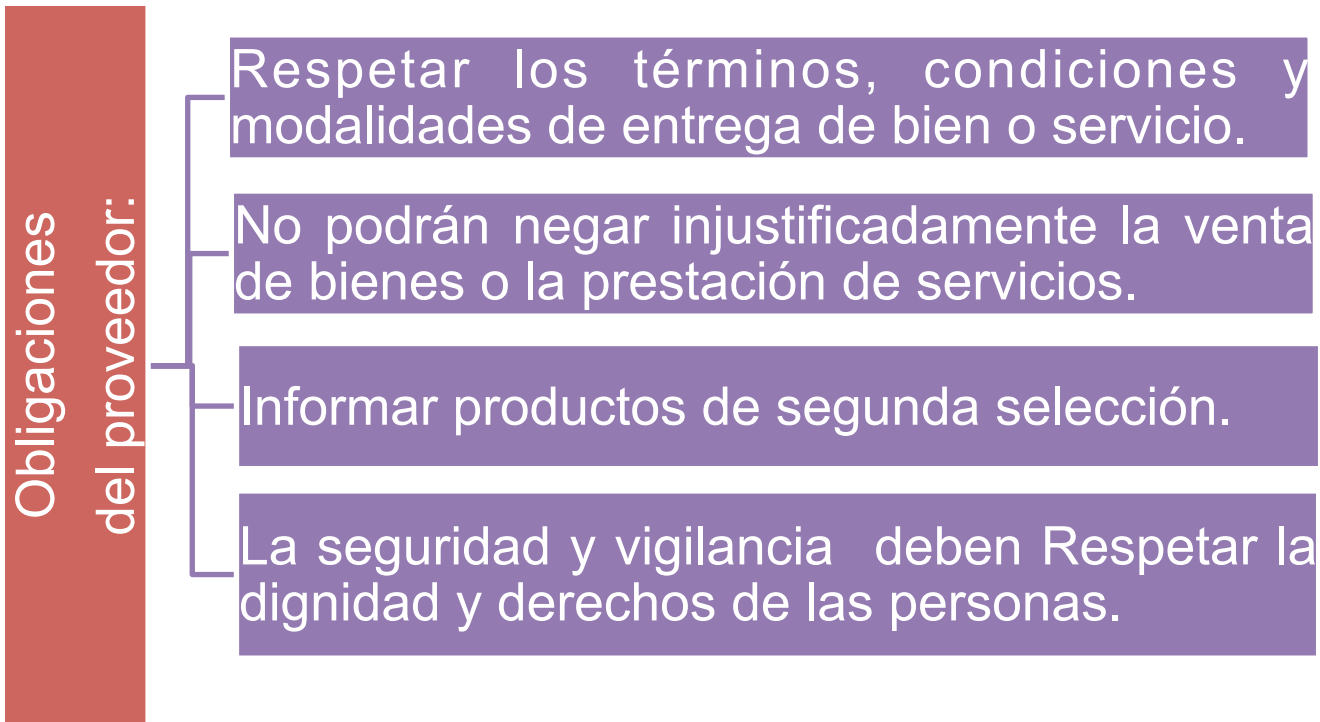 Obligaciones
del proveedor:
Respetar los términos, condiciones y
modalidades de entrega de bien o servicio.
No podrán negar injustificadamente la venta
de bienes o la prestación de servicios.
Informar productos de segunda selección.
La seguridad y vigilancia  deben Respetar la
dignidad y derechos de las personas.